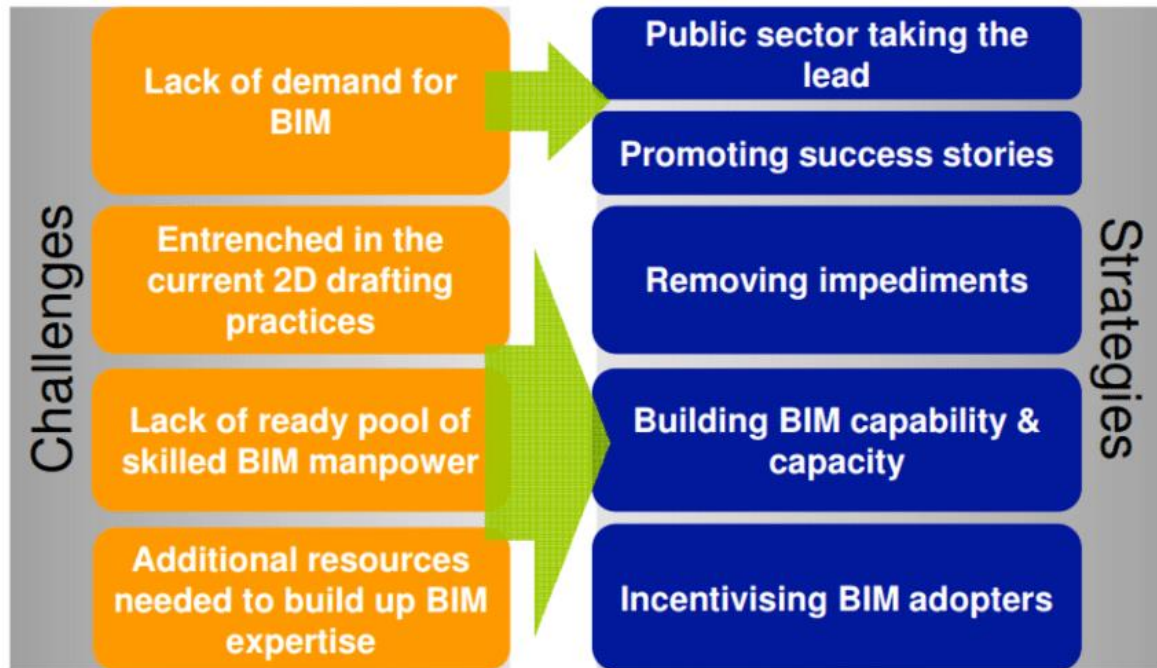 Challenges
Lack of demand for
BIM
Entrenched in the
current 2D drafting
practices
Lack of ready pool of
skilled BIM manpower
Additional resources
needed to build up BIM
expertise
Public sector taking the
lead
Promoting success stories
Removing impediments
Building BIM capability &
capacity
Incentivising BIM adopters
Strategies